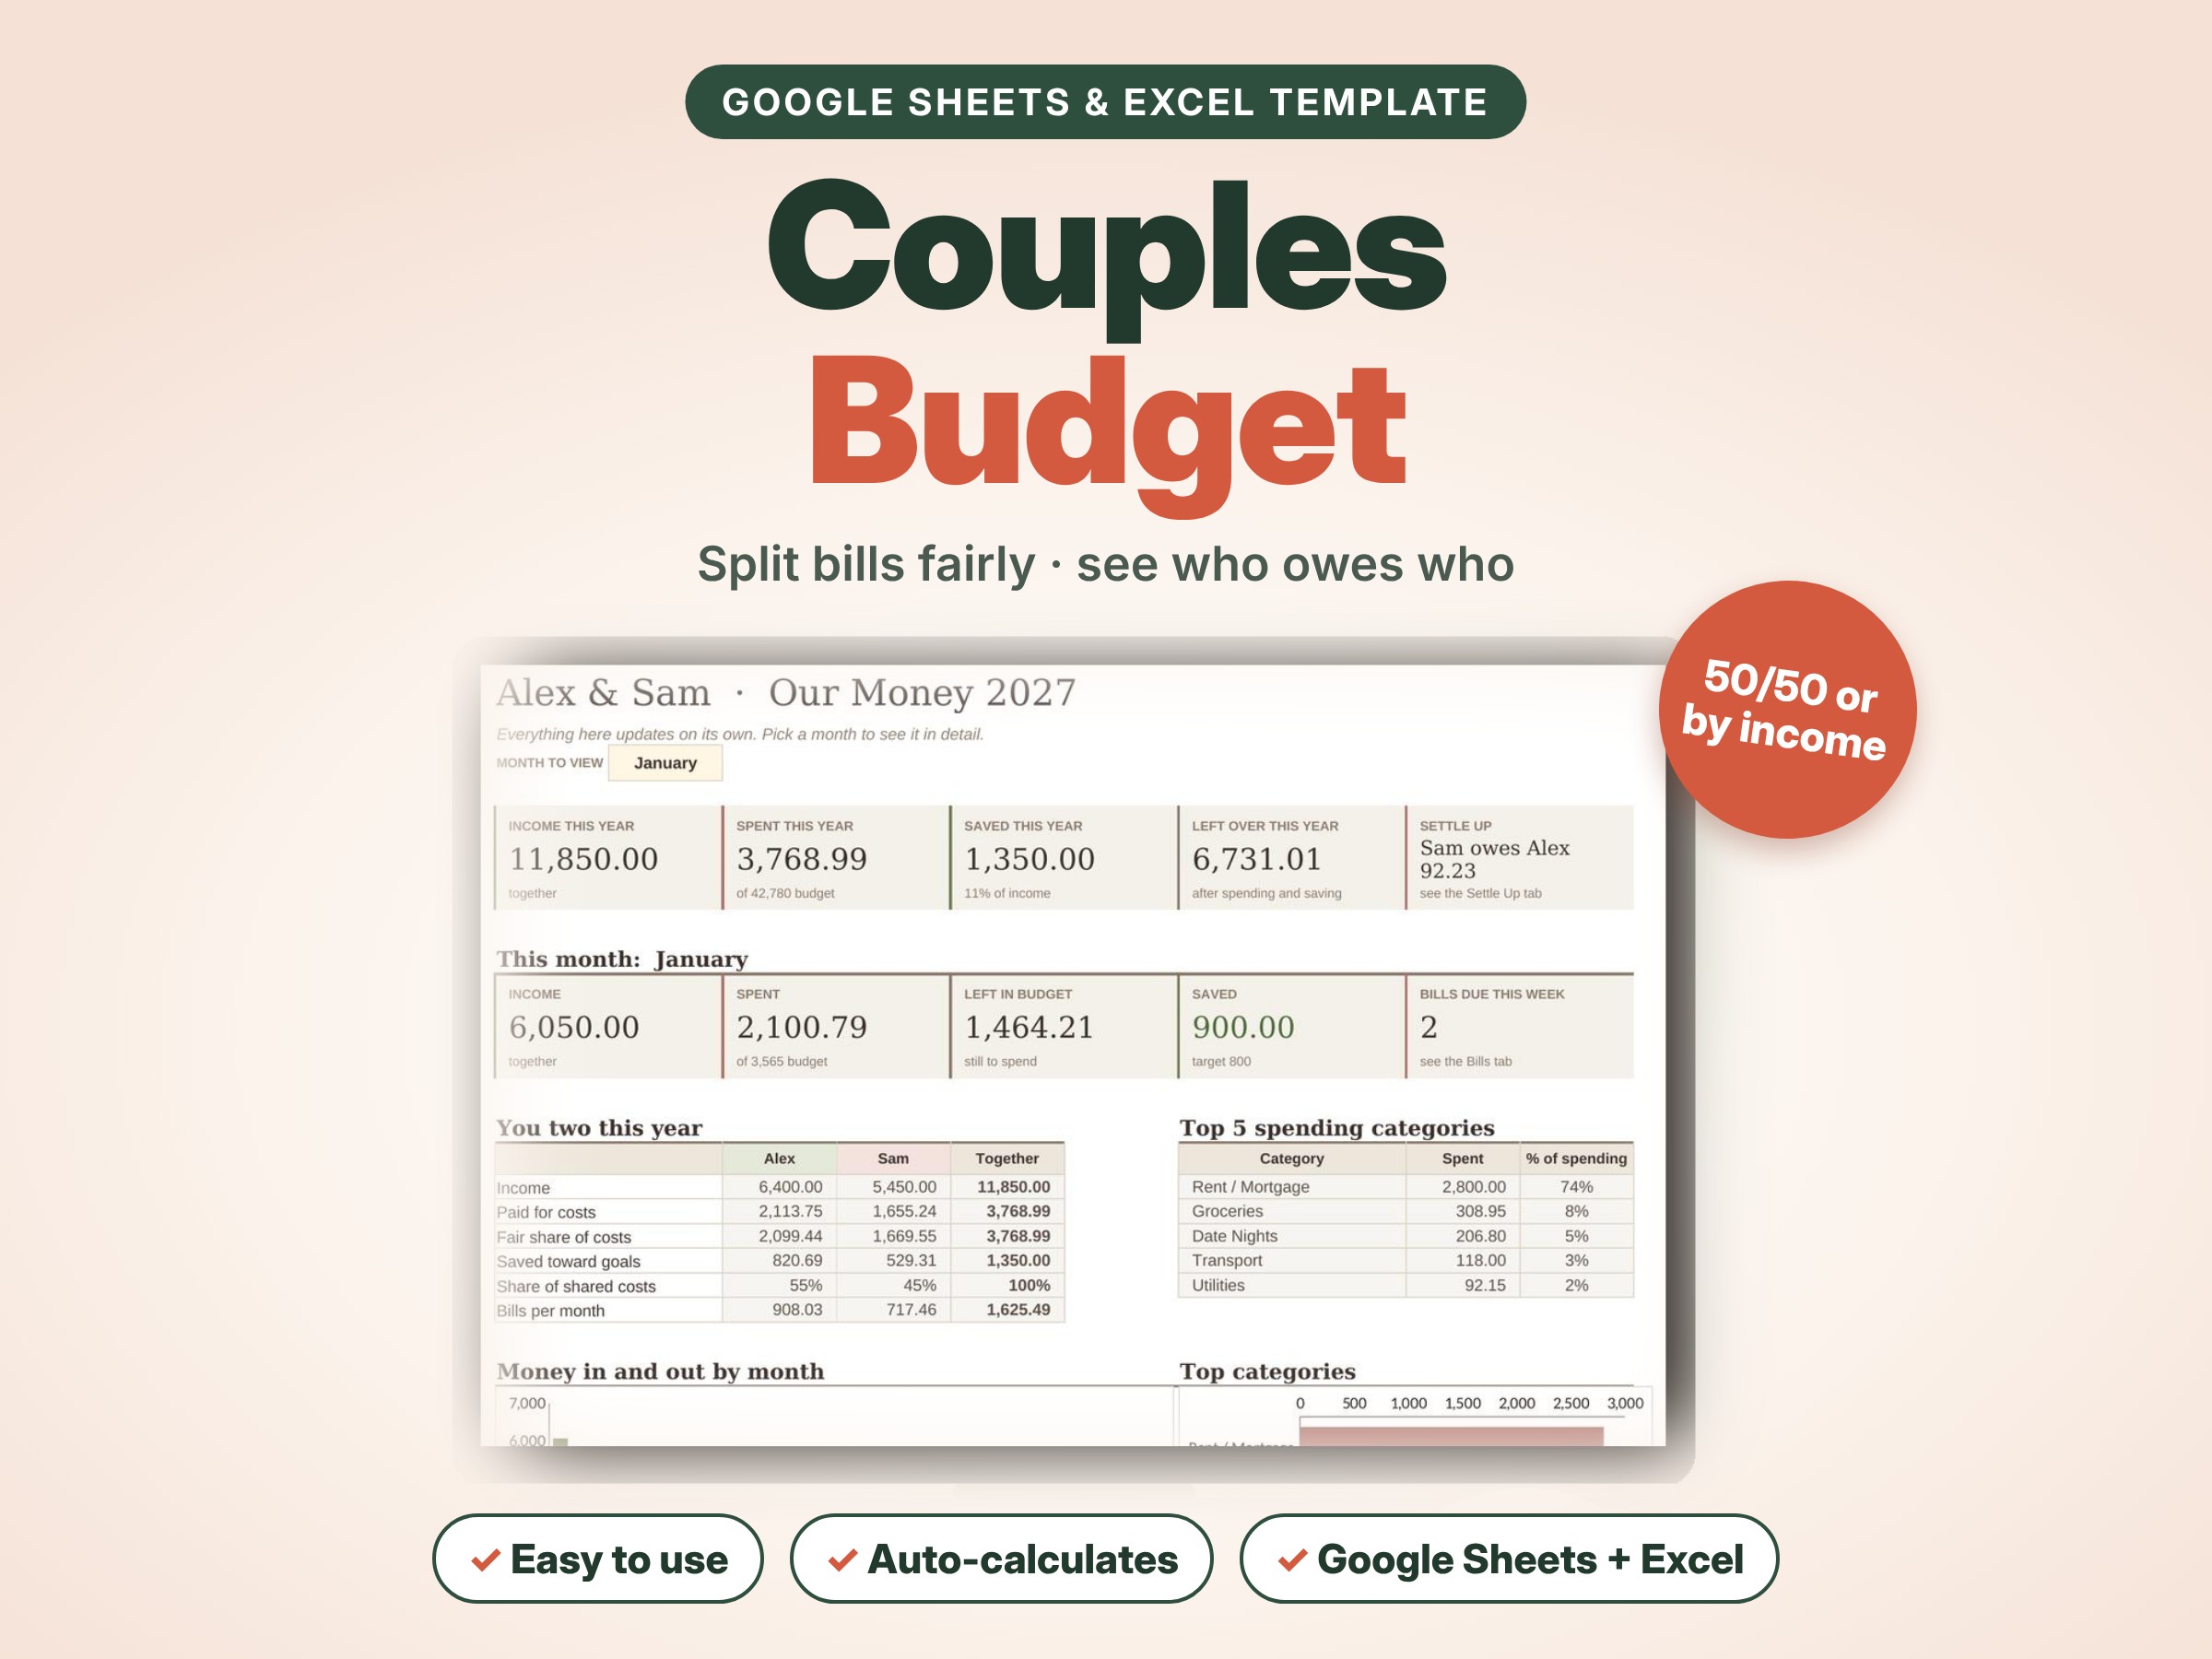 GOOGLE SHEETS & EXCEL TEMPLATE
Couples
Budget
Split bills fairly · see who owes who
50/50 or
by income
Alex & Sam · Our Money 2027
Everything here updates on its own. Pick a month to see it in detail.
MONTH TO VIEW January
INCOME THIS YEAR
11,850.00
together
SPENT THIS YEAR
3,768.99
of 42,780 budget
SAVED THIS YEAR
1,350.00
11% of income
LEFT OVER THIS YEAR
6,731.01
after spending and saving
SETTLE UP
Sam owes Alex
92.23
see the Settle Up tab
This month: January
INCOME
6,050.00
together
SPENT
2,100.79
of 3,565 budget
LEFT IN BUDGET
1,464.21
still to spend
SAVED
900.00
target 800
BILLS DUE THIS WEEK
2
see the Bills tab
You two this year
Alex Sam Together
Income 6,400.00 5,450.00 11,850.00
Paid for costs 2,113.75 1,655.24 3,768.99
Fair share of costs 2,099.44 1,669.55 3,768.99
Saved toward goals 820.69 529.31 1,350.00
Share of shared costs 55% 45% 100%
Bills per month 908.03 717.46 1,625.49
Top 5 spending categories
Category Spent % of spending
Rent / Mortgage 2,800.00 74%
Groceries 308.95 8%
Date Nights 206.80 5%
Transport 118.00 3%
Utilities 92.15 2%
Money in and out by month
7,000
6,000
Top categories
0 500 1,000 1,500 2,000 2,500 3,000
Rent / Mortgage
✓ Easy to use
✓ Auto-calculates
✓ Google Sheets + Excel